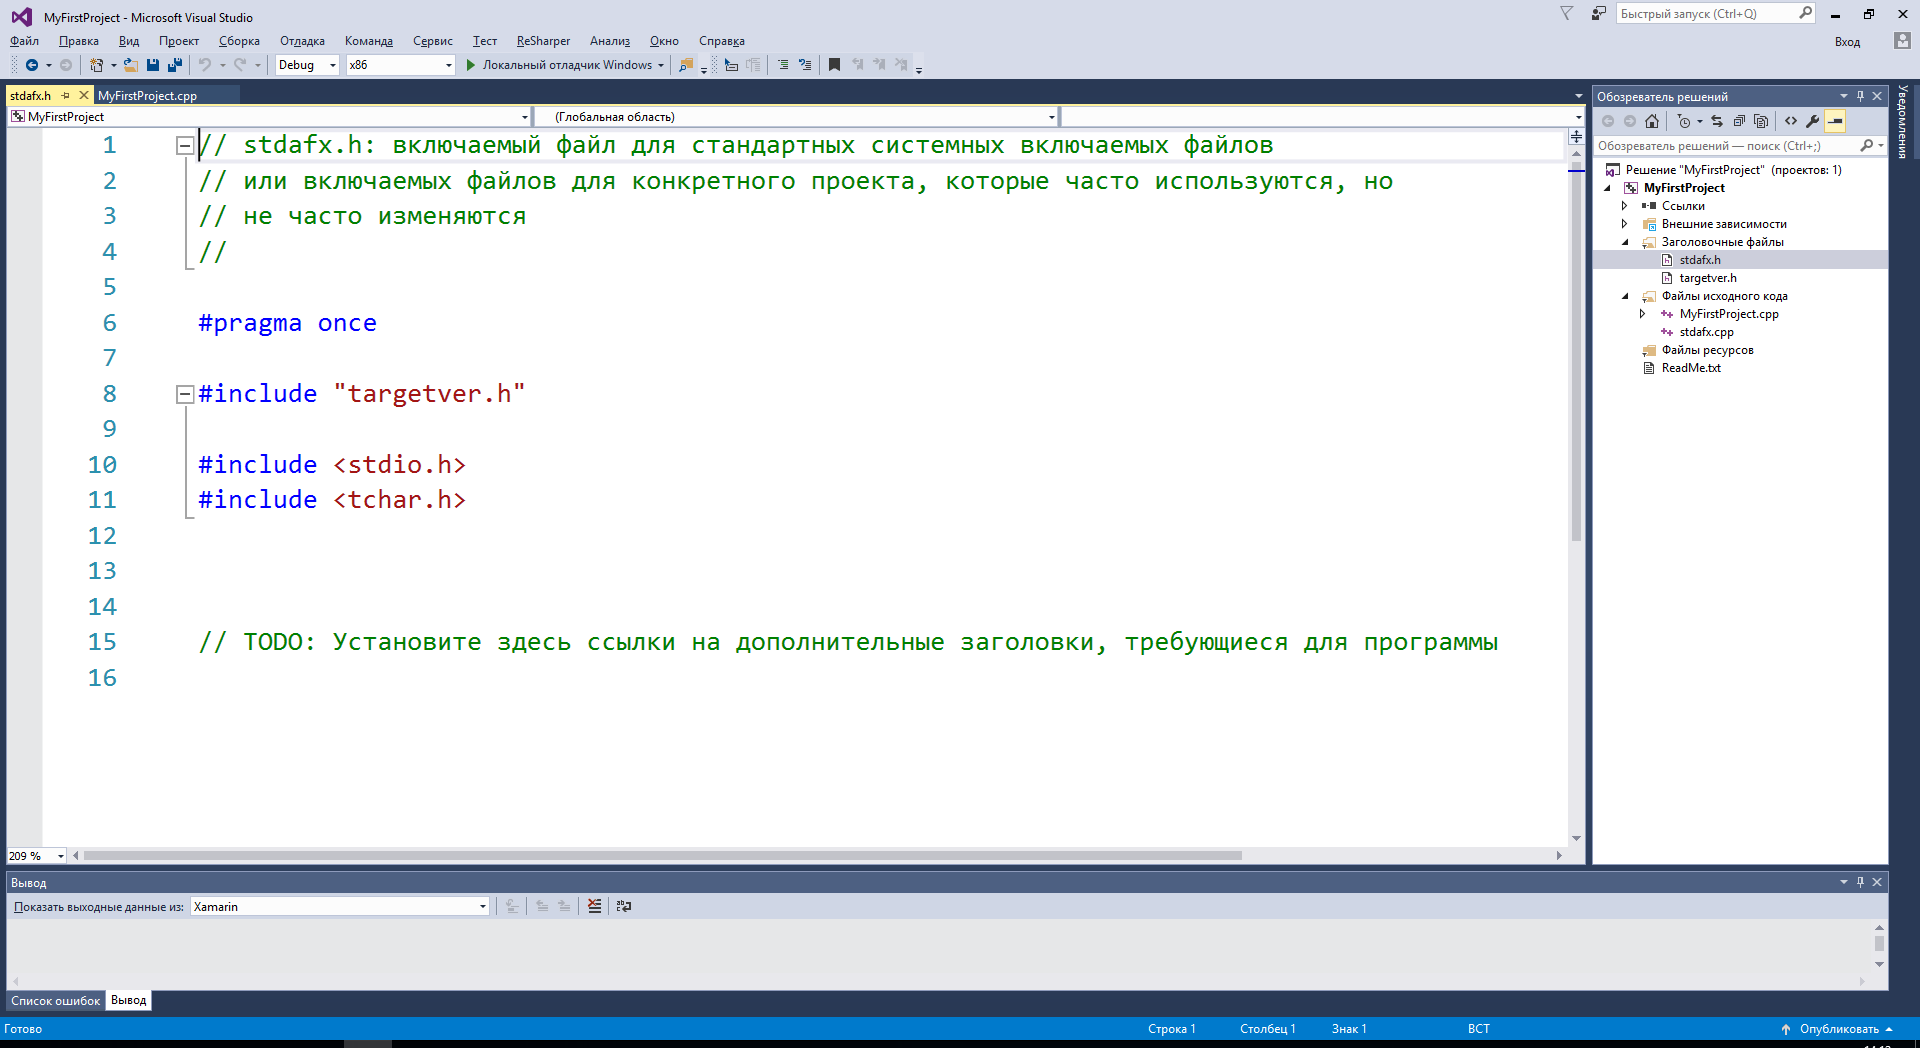 MyFirstProject - Microsoft Visual Studio
Быстрый запуск (Ctrl+Q)
Файл Правка Вид Проект Сборка Отладка Команда Сервис Тест ReSharper Анализ Окно Справка
Вход
Debug x86 Локальный отладчик Windows
stdafx.h MyFirstProject.cpp
MyFirstProject (Глобальная область)
1 // stdafx.h: включаемый файл для стандартных системных включаемых файлов
2 // или включаемых файлов для конкретного проекта, которые часто используются, но
3 // не часто изменяются
4 //
5
6 #pragma once
7
8 #include "targetver.h"
9
10 #include <stdio.h>
11 #include <tchar.h>
12
13
14
15 // TODO: Установите здесь ссылки на дополнительные заголовки, требующиеся для программы
16
209 %
Обозреватель решений
Обозреватель решений — поиск (Ctrl+;)
Решение "MyFirstProject" (проектов: 1)
MyFirstProject
Ссылки
Внешние зависимости
Заголовочные файлы
stdafx.h
targetver.h
Файлы исходного кода
MyFirstProject.cpp
stdafx.cpp
Файлы ресурсов
ReadMe.txt
Уведомления
Вывод
Показать выходные данные из: Xamarin
Список ошибок Вывод
Готово Строка 1 Столбец 1 Знак 1 ВСТ Опубликовать